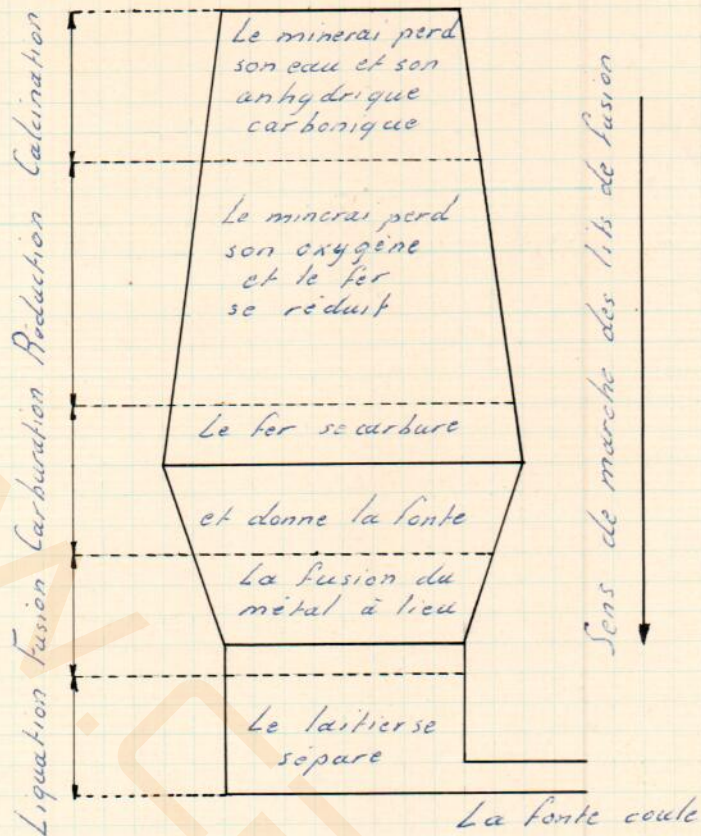 Le minerai perd
son eau et son
anhydrique
carbonique
Le minerai perd
son oxygène
et le fer
se réduit
Le fer se carbure
et donne la fonte
La fusion du
métal à lieu
Le laitier se
sépare
La fonte coule
Calcination
Réduction
Carburation
Fusion
Liquation
Sens de marche des lits de fusion